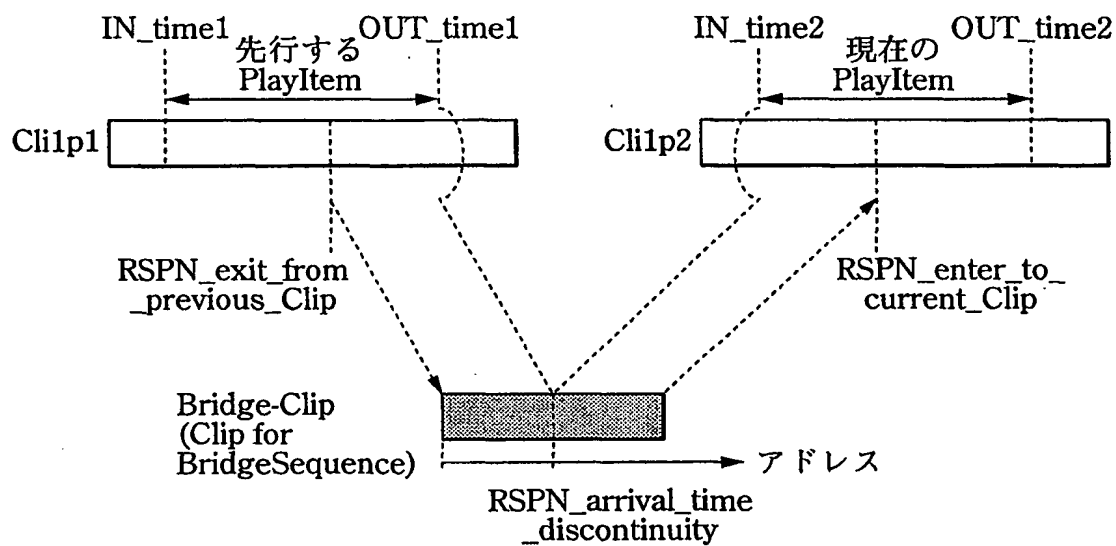 IN_time1
OUT_time1
先行する
PlayItem
IN_time2
OUT_time2
現在の
PlayItem
Cli1p1
Cli1p2
RSPN_exit_from
_previous_Clip
RSPN_enter_to_
current_Clip
Bridge-Clip
(Clip for
BridgeSequence)
アドレス
RSPN_arrival_time
_discontinuity